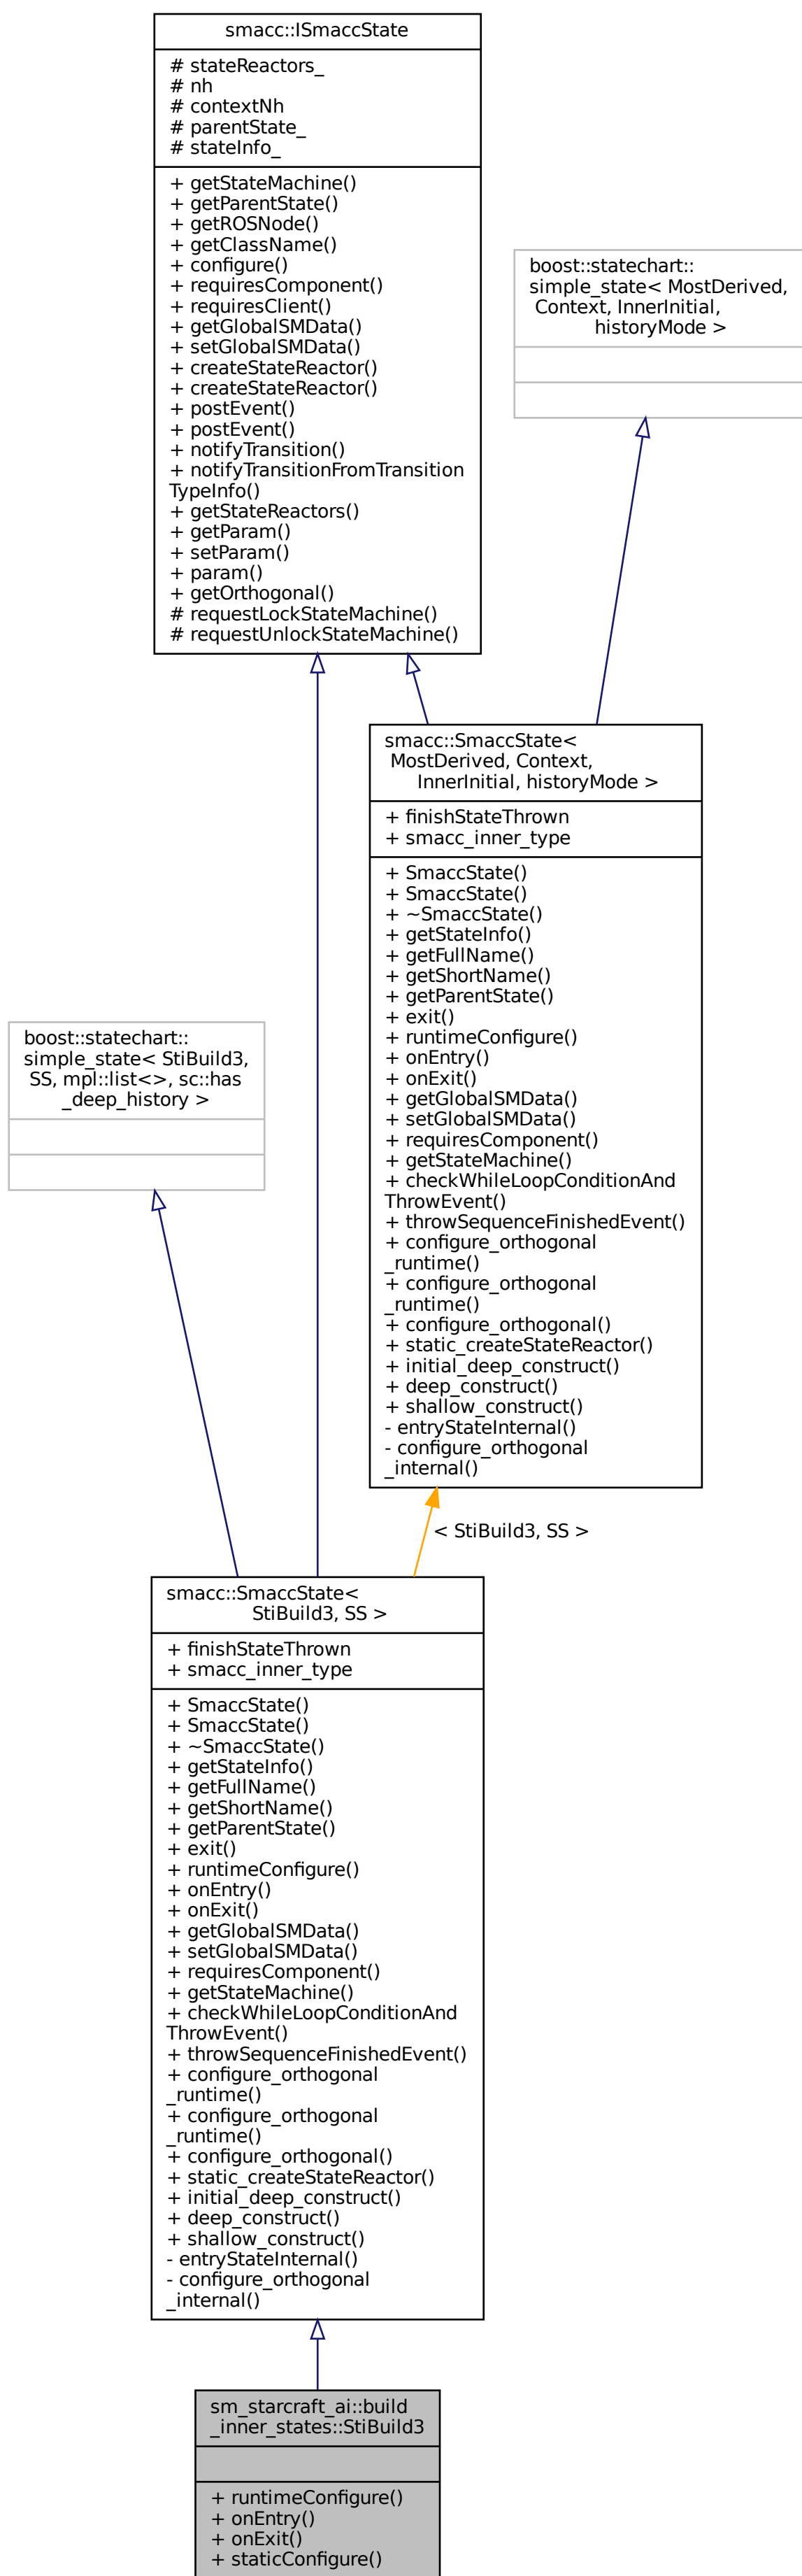 smacc::ISmaccState
# stateReactors_
# nh
# contextNh
# parentState_
# stateInfo_
+ getStateMachine()
+ getParentState()
+ getROSNode()
+ getClassName()
+ configure()
+ requiresComponent()
+ requiresClient()
+ getGlobalSMData()
+ setGlobalSMData()
+ createStateReactor()
+ createStateReactor()
+ postEvent()
+ postEvent()
+ notifyTransition()
+ notifyTransitionFromTransition
TypeInfo()
+ getStateReactors()
+ getParam()
+ setParam()
+ param()
+ getOrthogonal()
# requestLockStateMachine()
# requestUnlockStateMachine()
boost::statechart::
simple_state< MostDerived,
Context, InnerInitial,
historyMode >
smacc::SmaccState<
MostDerived, Context,
InnerInitial, historyMode >
+ finishStateThrown
+ smacc_inner_type
+ SmaccState()
+ SmaccState()
+ ~SmaccState()
+ getStateInfo()
+ getFullName()
+ getShortName()
+ getParentState()
+ exit()
+ runtimeConfigure()
+ onEntry()
+ onExit()
+ getGlobalSMData()
+ setGlobalSMData()
+ requiresComponent()
+ getStateMachine()
+ checkWhileLoopConditionAnd
ThrowEvent()
+ throwSequenceFinishedEvent()
+ configure_orthogonal
_runtime()
+ configure_orthogonal
_runtime()
+ configure_orthogonal()
+ static_createStateReactor()
+ initial_deep_construct()
+ deep_construct()
+ shallow_construct()
- entryStateInternal()
- configure_orthogonal
_internal()
boost::statechart::
simple_state< StiBuild3,
SS, mpl::list<>, sc::has
_deep_history >
< StiBuild3, SS >
smacc::SmaccState<
StiBuild3, SS >
+ finishStateThrown
+ smacc_inner_type
+ SmaccState()
+ SmaccState()
+ ~SmaccState()
+ getStateInfo()
+ getFullName()
+ getShortName()
+ getParentState()
+ exit()
+ runtimeConfigure()
+ onEntry()
+ onExit()
+ getGlobalSMData()
+ setGlobalSMData()
+ requiresComponent()
+ getStateMachine()
+ checkWhileLoopConditionAnd
ThrowEvent()
+ throwSequenceFinishedEvent()
+ configure_orthogonal
_runtime()
+ configure_orthogonal
_runtime()
+ configure_orthogonal()
+ static_createStateReactor()
+ initial_deep_construct()
+ deep_construct()
+ shallow_construct()
- entryStateInternal()
- configure_orthogonal
_internal()
sm_starcraft_ai::build
_inner_states::StiBuild3
+ runtimeConfigure()
+ onEntry()
+ onExit()
+ staticConfigure()